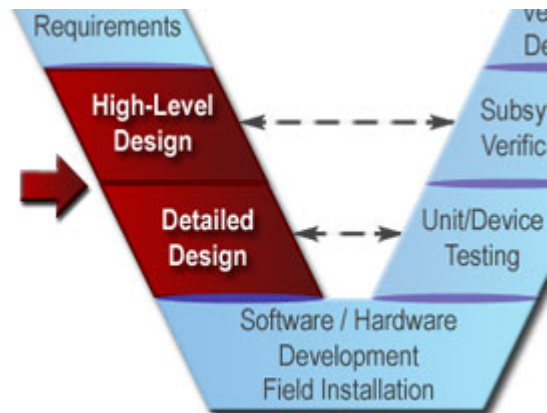 Requirements
High-Level
Design
Detailed
Design
Software / Hardware
Development
Field Installation
Unit/Device
Testing